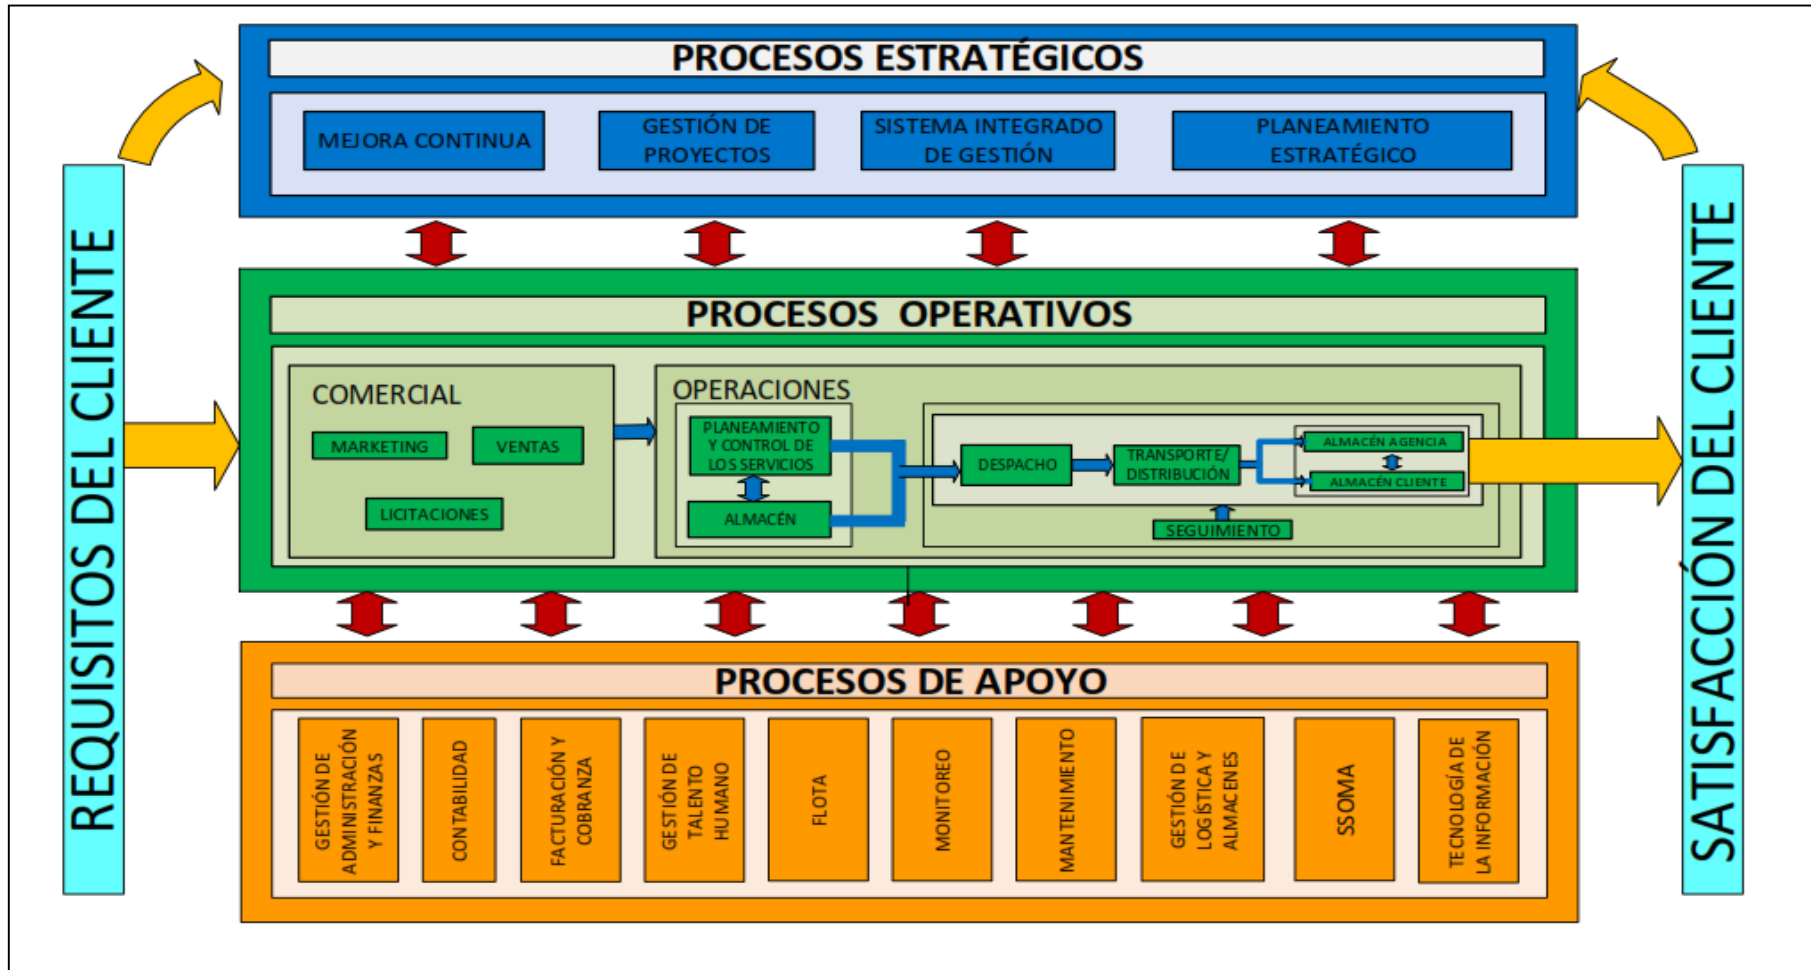 PROCESOS ESTRATÉGICOS
MEJORA CONTINUA
GESTIÓN DE
PROYECTOS
SISTEMA INTEGRADO
DE GESTIÓN
PLANEAMIENTO
ESTRATÉGICO
REQUISITOS DEL CLIENTE
PROCESOS OPERATIVOS
COMERCIAL
MARKETING
VENTAS
LICITACIONES
OPERACIONES
PLANEAMIENTO
Y CONTROL DE
LOS SERVICIOS
ALMACÉN
DESPACHO
TRANSPORTE/
DISTRIBUCIÓN
ALMACÉN AGENCIA
ALMACÉN CLIENTE
SEGUIMIENTO
SATISFACCIÓN DEL CLIENTE
PROCESOS DE APOYO
GESTIÓN DE
ADMINISTRACIÓN
Y FINANZAS
CONTABILIDAD
FACTURACIÓN Y
COBRANZA
GESTIÓN DE
TALENTO
HUMANO
FLOTA
MONITOREO
MANTENIMIENTO
GESTIÓN DE
LOGÍSTICA Y
ALMACENES
SSOMA
TECNOLOGÍA DE
LA INFORMACIÓN